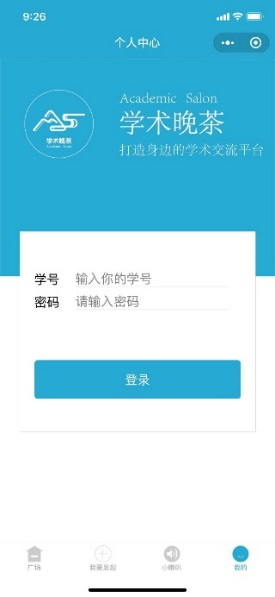 9:26
个人中心
Academic Salon
学术晚茶
打造身边的学术交流平台
学术晚茶
Academic Salon
学号 输入你的学号
密码 请输入密码
登录
广场
我要发起
小喇叭
我的